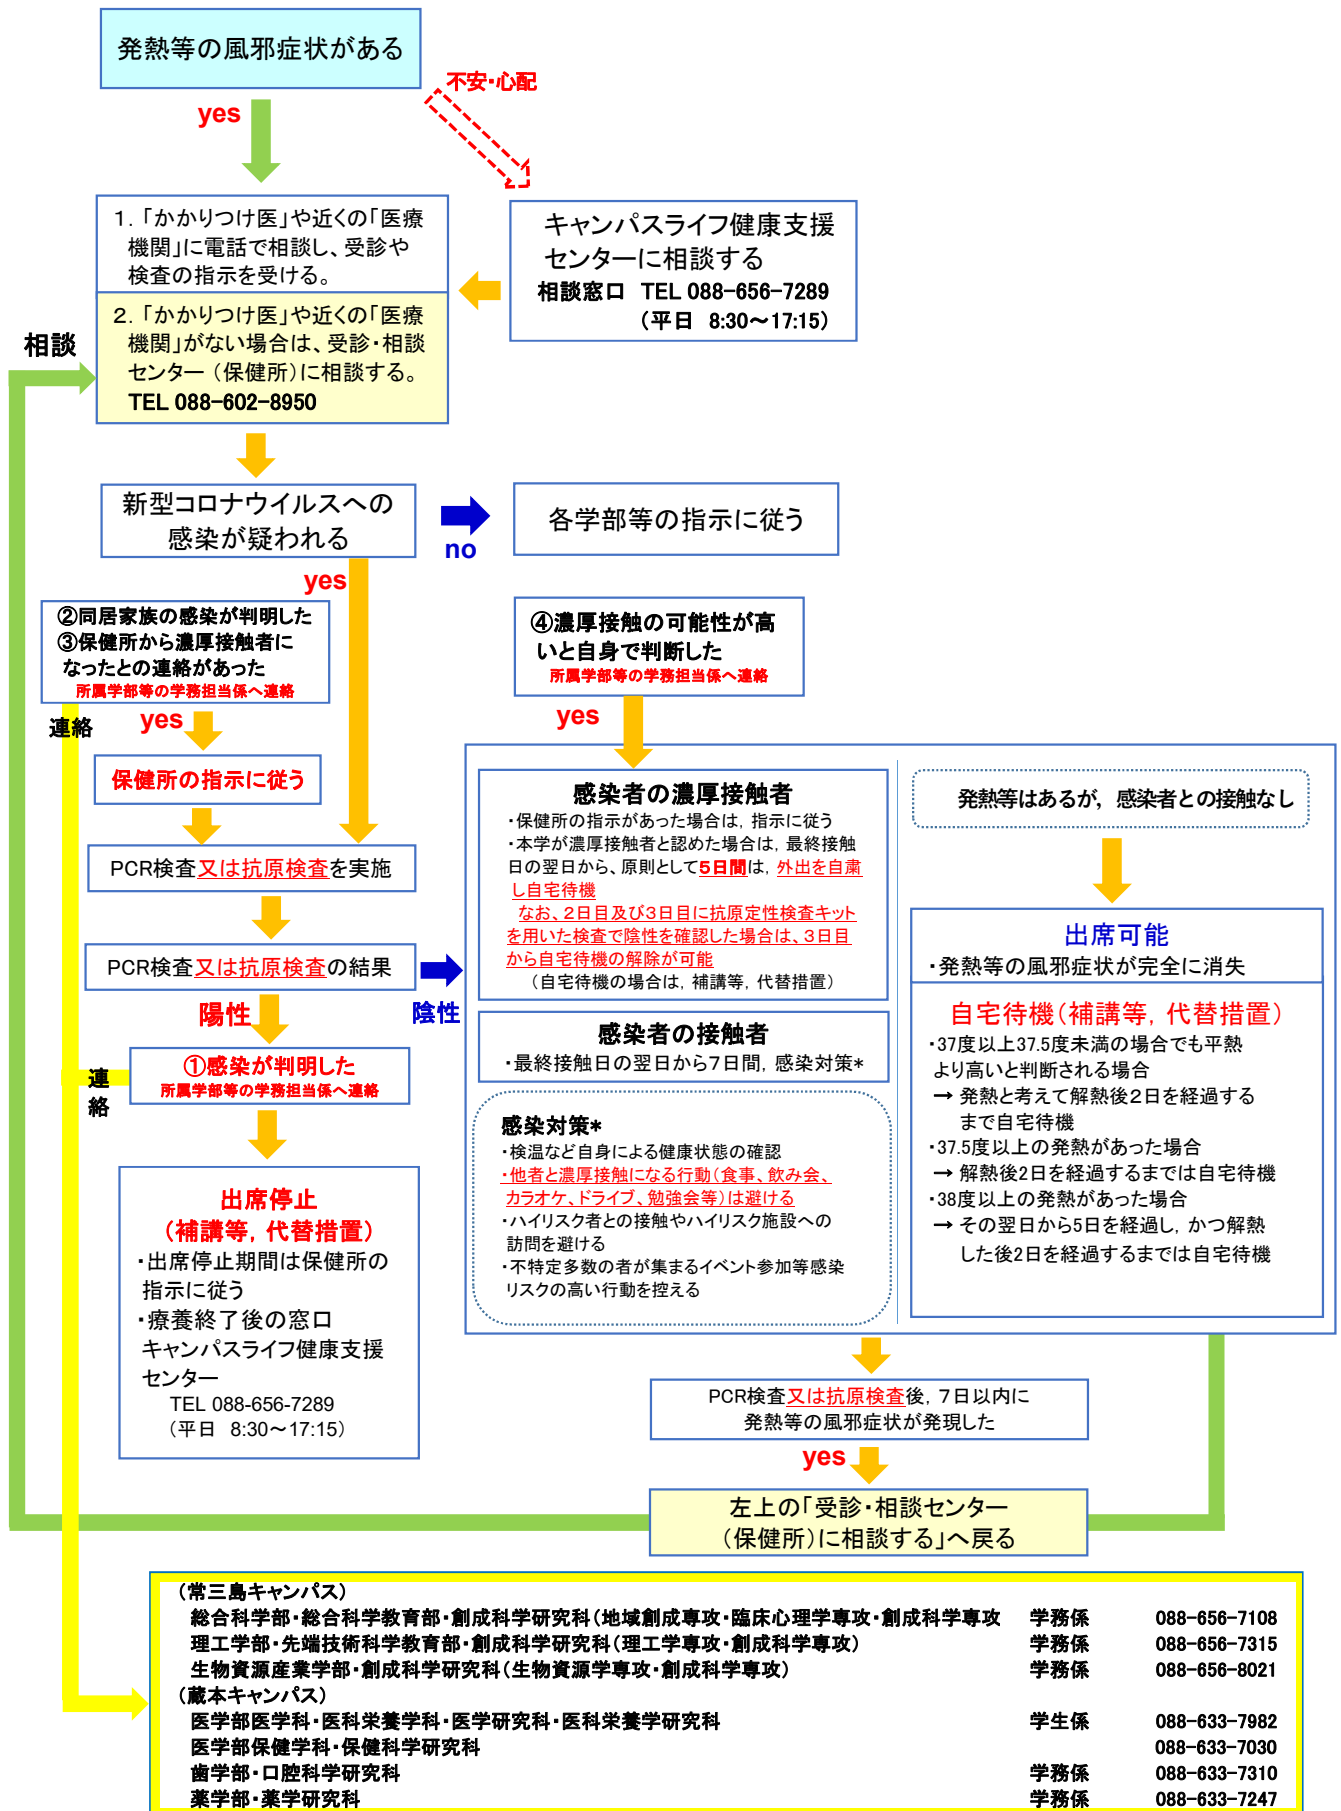 発熱等の風邪症状がある
不安・心配
yes
1．「かかりつけ医」や近くの「医療
機関」に電話で相談し、受診や
検査の指示を受ける。
キャンパスライフ健康支援
センターに相談する
相談窓口　TEL 088-656-7289
（平日　8:30～17:15）
2．「かかりつけ医」や近くの「医療
機関」がない場合は、受診・相談
センター（保健所）に相談する。
TEL 088-602-8950
相談
新型コロナウイルスへの
感染が疑われる
no
各学部等の指示に従う
yes
②同居家族の感染が判明した
③保健所から濃厚接触者に
なったとの連絡があった
所属学部等の学務担当係へ連絡
④濃厚接触の可能性が高
いと自身で判断した
所属学部等の学務担当係へ連絡
連絡
yes
yes
保健所の指示に従う
PCR検査又は抗原検査を実施
PCR検査又は抗原検査の結果
陽性
陰性
①感染が判明した
所属学部等の学務担当係へ連絡
連
絡
出席停止
（補講等，代替措置）
・出席停止期間は保健所の
指示に従う
・療養終了後の窓口
キャンパスライフ健康支援
センター
TEL 088-656-7289
（平日　8:30～17:15）
感染者の濃厚接触者
・保健所の指示があった場合は，指示に従う
・本学が濃厚接触者と認めた場合は，最終接触
日の翌日から、原則として5日間は，外出を自粛
し自宅待機
なお、2日目及び3日目に抗原定性検査キット
を用いた検査で陰性を確認した場合は、3日目
から自宅待機の解除が可能
（自宅待機の場合は，補講等，代替措置）
感染者の接触者
・最終接触日の翌日から7日間，感染対策*
感染対策*
・検温など自身による健康状態の確認
・他者と濃厚接触になる行動（食事、飲み会、
カラオケ、ドライブ、勉強会等）は避ける
・ハイリスク者との接触やハイリスク施設への
訪問を避ける
・不特定多数の者が集まるイベント参加等感染
リスクの高い行動を控える
発熱等はあるが，感染者との接触なし
出席可能
・発熱等の風邪症状が完全に消失
自宅待機（補講等，代替措置）
・37度以上37.5度未満の場合でも平熱
より高いと判断される場合
→ 発熱と考えて解熱後2日を経過する
まで自宅待機
・37.5度以上の発熱があった場合
→ 解熱後2日を経過するまでは自宅待機
・38度以上の発熱があった場合
→ その翌日から5日を経過し，かつ解熱
した後2日を経過するまでは自宅待機
PCR検査又は抗原検査後，7日以内に
発熱等の風邪症状が発現した
yes
左上の「受診・相談センター
（保健所）に相談する」へ戻る
（常三島キャンパス）
総合科学部・総合科学教育部・創成科学研究科（地域創成専攻・臨床心理学専攻・創成科学専攻　学務係　088-656-7108
理工学部・先端技術科学教育部・創成科学研究科（理工学専攻・創成科学専攻）　学務係　088-656-7315
生物資源産業学部・創成科学研究科（生物資源学専攻・創成科学専攻）　学務係　088-656-8021
（蔵本キャンパス）
医学部医学科・医科栄養学科・医学研究科・医科栄養学研究科　学生係　088-633-7982
医学部保健学科・保健科学研究科　088-633-7030
歯学部・口腔科学研究科　学務係　088-633-7310
薬学部・薬学研究科　学務係　088-633-7247